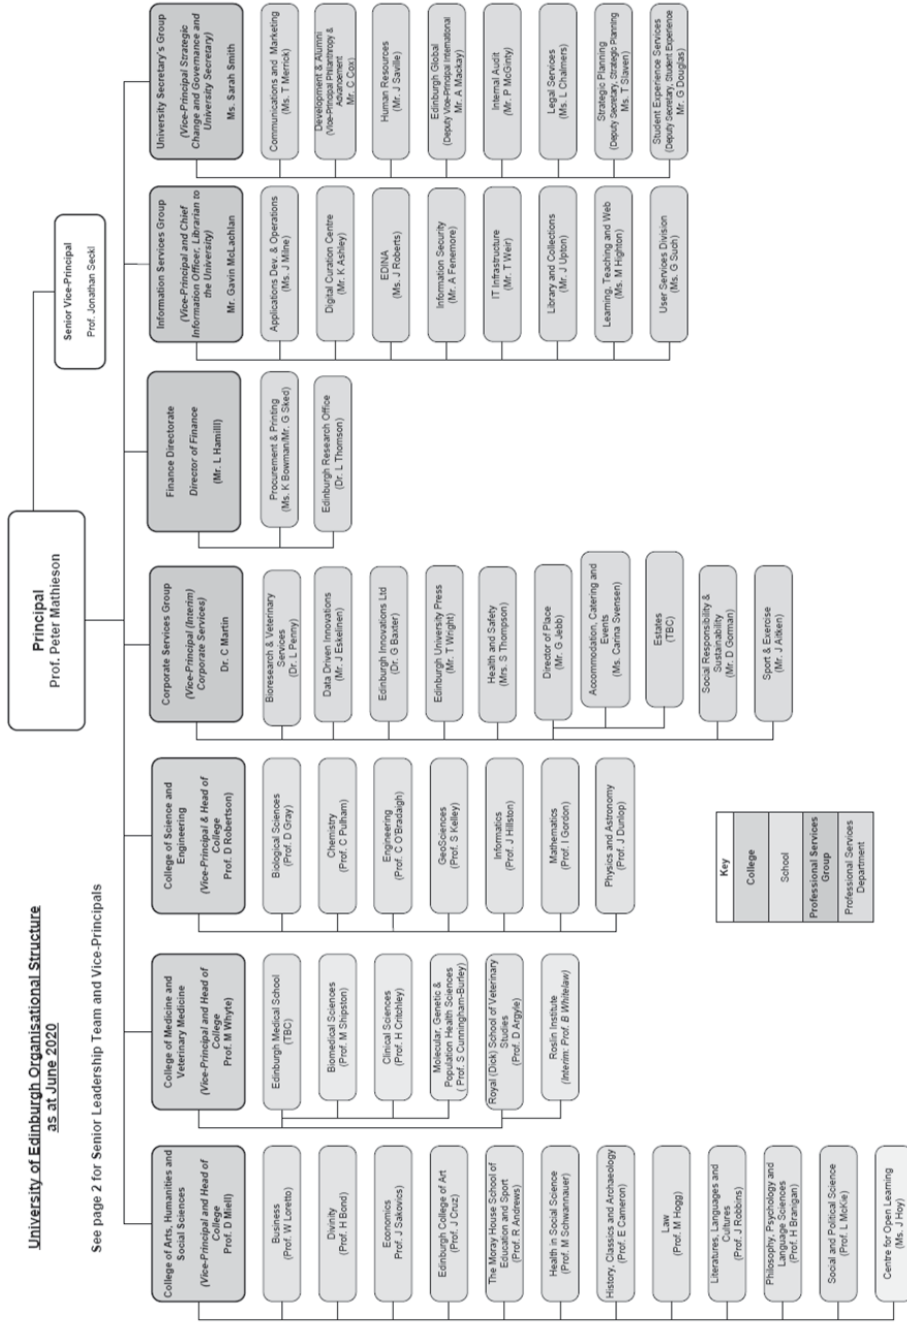 University of Edinburgh Organisational Structure
as at June 2020
See page 2 for Senior Leadership Team and Vice-Principals
Principal
Prof. Peter Mathieson
Senior Vice-Principal
Prof. Jonathan Seckl
College of Arts, Humanities and
Social Sciences
(Vice-Principal and Head of
College
Prof. D Miell)
Business
(Prof. W Loretto)
Divinity
(Prof. H Bond)
Economics
Prof. J Sakovics)
Edinburgh College of Art
(Prof. J Cruz)
The Moray House School of
Education and Sport
(Prof. R Andrews)
Health in Social Science
(Prof. M Schwannauer)
History, Classics and Archaeology
(Prof. E Cameron)
Law
(Prof. L M Hogg)
Literatures, Languages and
Cultures
(Prof. J Robbins)
Philosophy, Psychology and
Language Sciences
(Prof. H Branigan)
Social and Political Science
(Prof. L McKie)
Centre for Open Learning
(Ms. J Hoy)
College of Medicine and
Veterinary Medicine
(Vice-Principal and Head of
College
Prof. M Whyte)
Edinburgh Medical School
(TBC)
Biomedical Sciences
(Prof. M Shipston)
Clinical Sciences
(Prof. H Critchley)
Molecular, Genetic &
Population Health Sciences
( Prof. S Cunningham-Burley)
Royal (Dick) School of Veterinary
Studies
(Prof. D Argyle)
Roslin Institute
(Interim: Prof. B Whitelaw)
College of Science and
Engineering
(Vice-Principal & Head of
College
Prof. D Robertson)
Biological Sciences
(Prof. D Gray)
Chemistry
(Prof. C Pulham)
Engineering
(Prof. C O'Bradaigh)
GeoSciences
(Prof. S Kelley)
Informatics
(Prof. J Hillston)
Mathematics
(Prof. I Gordon)
Physics and Astronomy
(Prof. J Dunlop)
Corporate Services Group
(Vice-Principal (Interim)
Corporate Services)
Dr. C Martin
Bioresearch & Veterinary
Services
(Dr. L Penny)
Data Driven Innovations
(Mr. J Eskelinen)
Edinburgh Innovations Ltd
(Dr. G Baxter)
Edinburgh University Press
(Mr. T Wright)
Health and Safety
(Mrs. S Thompson)
Director of Place
(Mr. G Jebb)
Accommodation, Catering and
Events
(Ms. Carina Svensen)
Estates
(TBC)
Social Responsibility &
Sustainability
(Mr. D Gorman)
Sport & Exercise
(Mr. J Aitken)
Finance Directorate
Director of Finance
(Mr. L Hamilll)
Procurement & Printing
(Ms. K Bowman/Mr. G Sked)
Edinburgh Research Office
(Dr. L Thomson)
Information Services Group
(Vice-Principal and Chief
Information Officer, Librarian to
the University)
Mr. Gavin McLachlan
Applications Dev. & Operations
(Ms. J Milne)
Digital Curation Centre
(Mr. K Ashley)
EDINA
(Ms. J Roberts)
Information Security
(Mr. A Fenemore)
IT Infrastructure
(Mr. T Weir)
Library and Collections
(Mr. J Upton)
Learning, Teaching and Web
(Ms. M Highton)
User Services Division
(Ms. G Such)
University Secretary's Group
(Vice-Principal Strategic
Change and Governance and
University Secretary)
Ms. Sarah Smith
Communications and Marketing
(Ms. T Merrick)
Development & Alumni
(Vice-Principal Philanthropy &
Advancement
Mr. C Cox)
Human Resources
(Mr. J Saville)
Edinburgh Global
(Deputy Vice-Principal International)
Mr. A Mackay)
Internal Audit
(Mr. P McGinty)
Legal Services
(Ms. L Chalmers)
Strategic Planning
(Deputy Secretary, Strategic Planning
Ms. T Slaven)
Student Experience Services
(Deputy Secretary, Student Experience
Mr. G Douglas)
Key
College
School
Professional Services
Group
Professional Services
Department